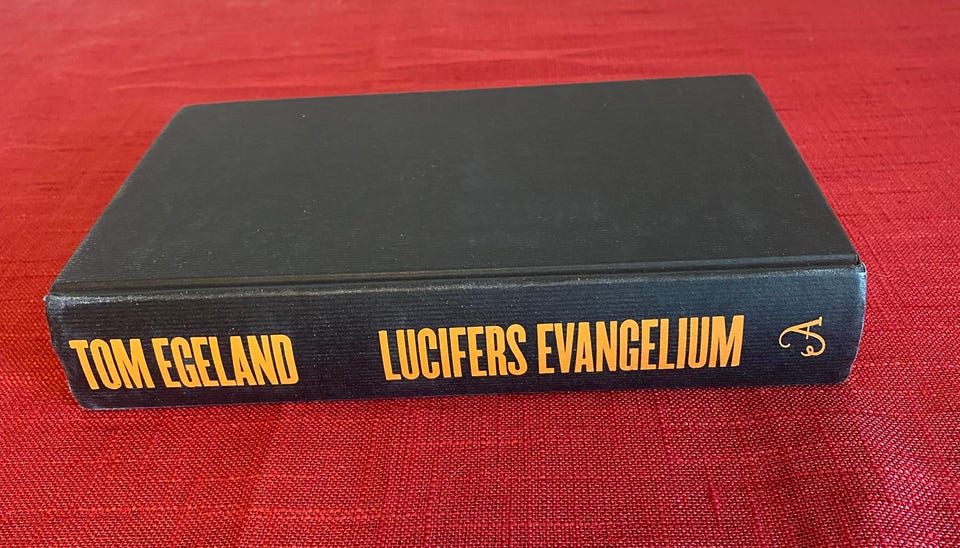 TOM EGELAND
LUCIFERS EVANGELIUM
A